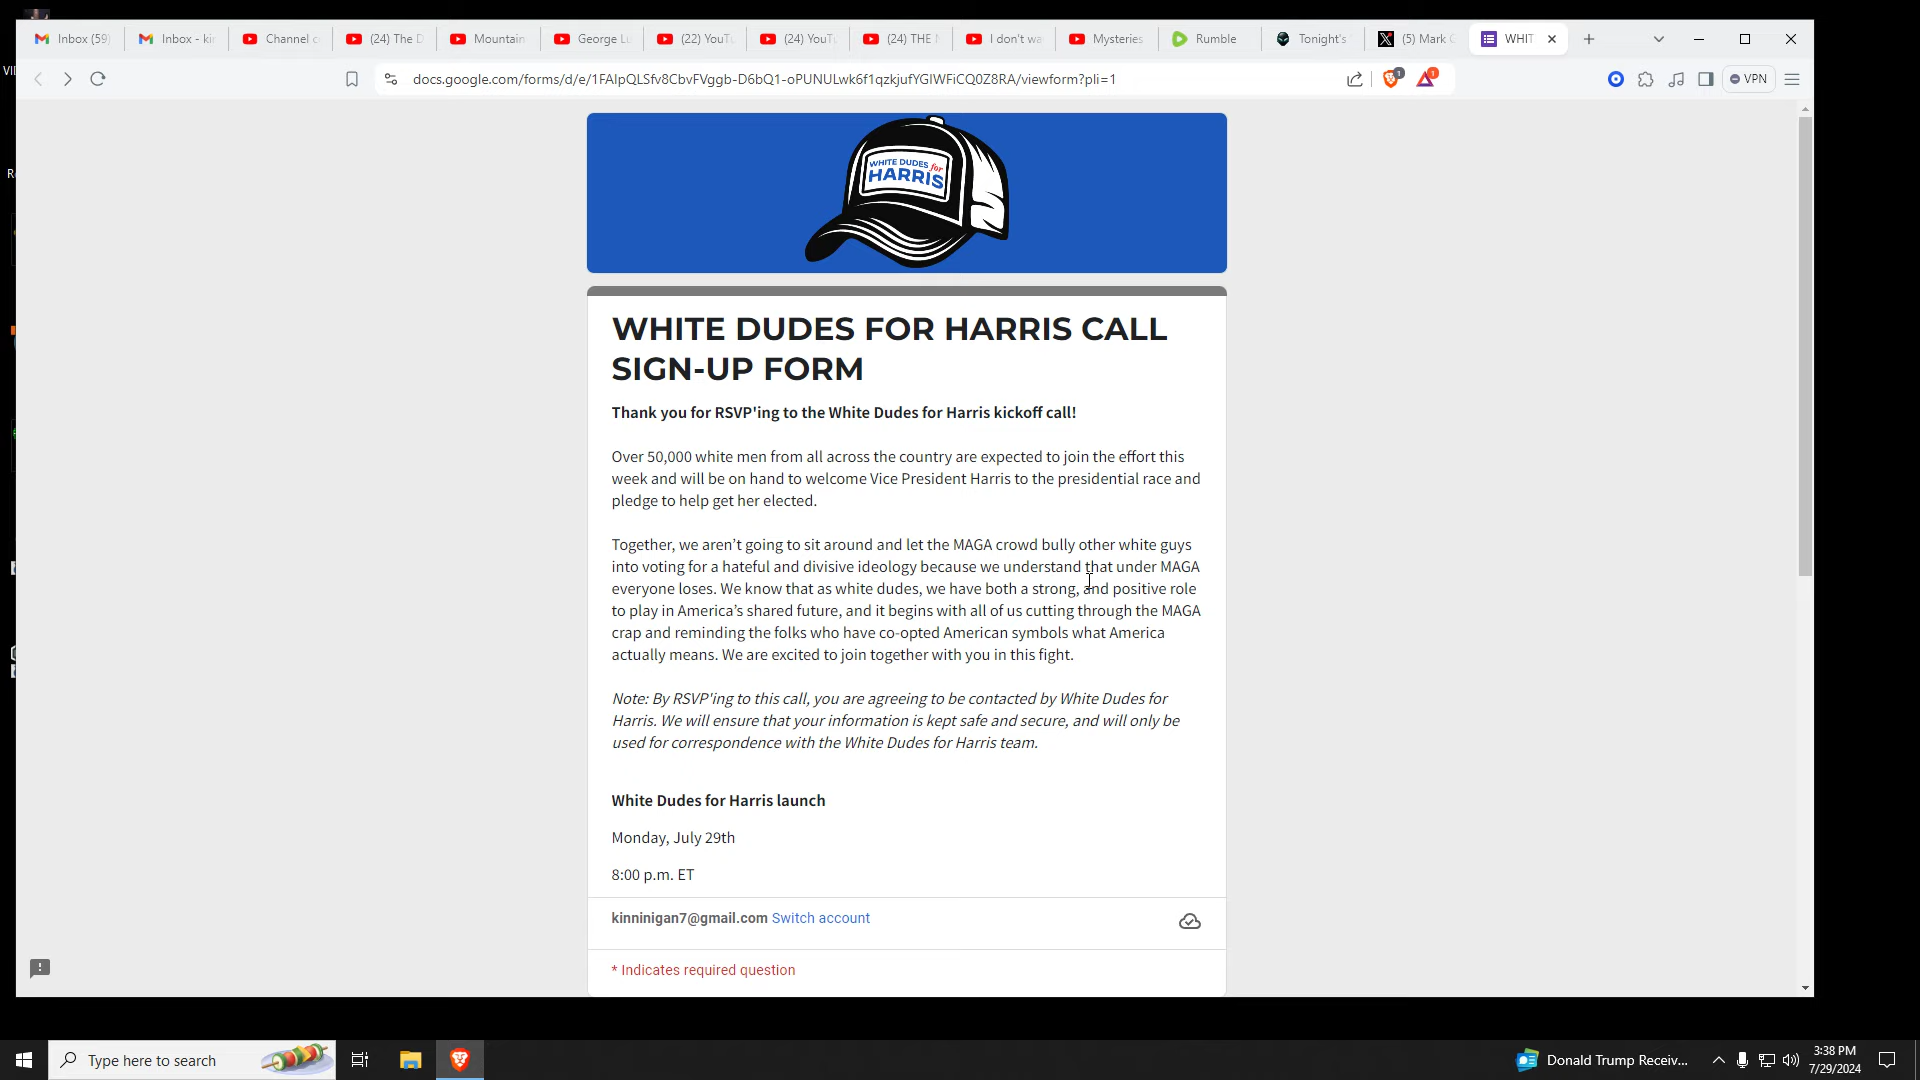 Inbox (59)
Inbox - ki
Channel c
(24) The D
Mountain
George Lu
(22) YouTu
(24) YouTu
(24) THE
I don't wa
Mysteries
Rumble
Tonight's
(5) Mark
WHIT
docs.google.com/forms/d/e/1FAIpQLSfv8CbvFVggb-D6bQ1-oPUNULwk6f1qzkjufYGIWFiCQ0Z8RA/viewform?pli=1
1
1
VPN
WHITE DUDES for
HARRIS
WHITE DUDES FOR HARRIS CALL
SIGN-UP FORM
Thank you for RSVP'ing to the White Dudes for Harris kickoff call!
Over 50,000 white men from all across the country are expected to join the effort this
week and will be on hand to welcome Vice President Harris to the presidential race and
pledge to help get her elected.
Together, we aren’t going to sit around and let the MAGA crowd bully other white guys
into voting for a hateful and divisive ideology because we understand that under MAGA
everyone loses. We know that as white dudes, we have both a strong, and positive role
to play in America’s shared future, and it begins with all of us cutting through the MAGA
crap and reminding the folks who have co-opted American symbols what America
actually means. We are excited to join together with you in this fight.
Note: By RSVP'ing to this call, you are agreeing to be contacted by White Dudes for
Harris. We will ensure that your information is kept safe and secure, and will only be
used for correspondence with the White Dudes for Harris team.
White Dudes for Harris launch
Monday, July 29th
8:00 p.m. ET
kinninigan7@gmail.com Switch account
* Indicates required question
Type here to search
Donald Trump Receiv...
3:38 PM
7/29/2024